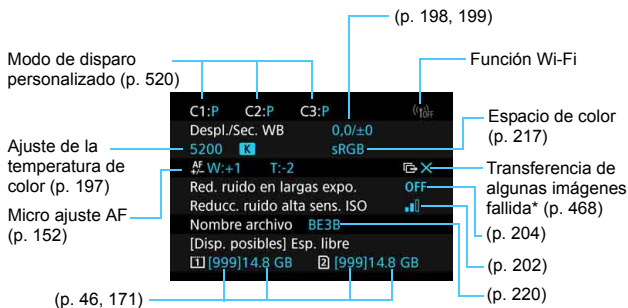 (p. 198, 199)
Modo de disparo
personalizado (p. 520)
Función Wi-Fi
C1:P C2:P C3:P OFF
Despl./Sec. WB 0,0/±0
5200 K sRGB
Espacio de color
(p. 217)
Ajuste de la
temperatura de
color (p. 197)
AF W:+1 T:-2
Transferencia de
algunas imágenes
fallida* (p. 468)
Red. ruido en largas expo. OFF
(p. 204)
Micro ajuste AF
(p. 152)
Reducc. ruido alta sens. ISO
(p. 202)
Nombre archivo BE3B
(p. 220)
[Disp. posibles] Esp. libre
1 [999]14.8 GB 2 [999]14.8 GB
(p. 46, 171)